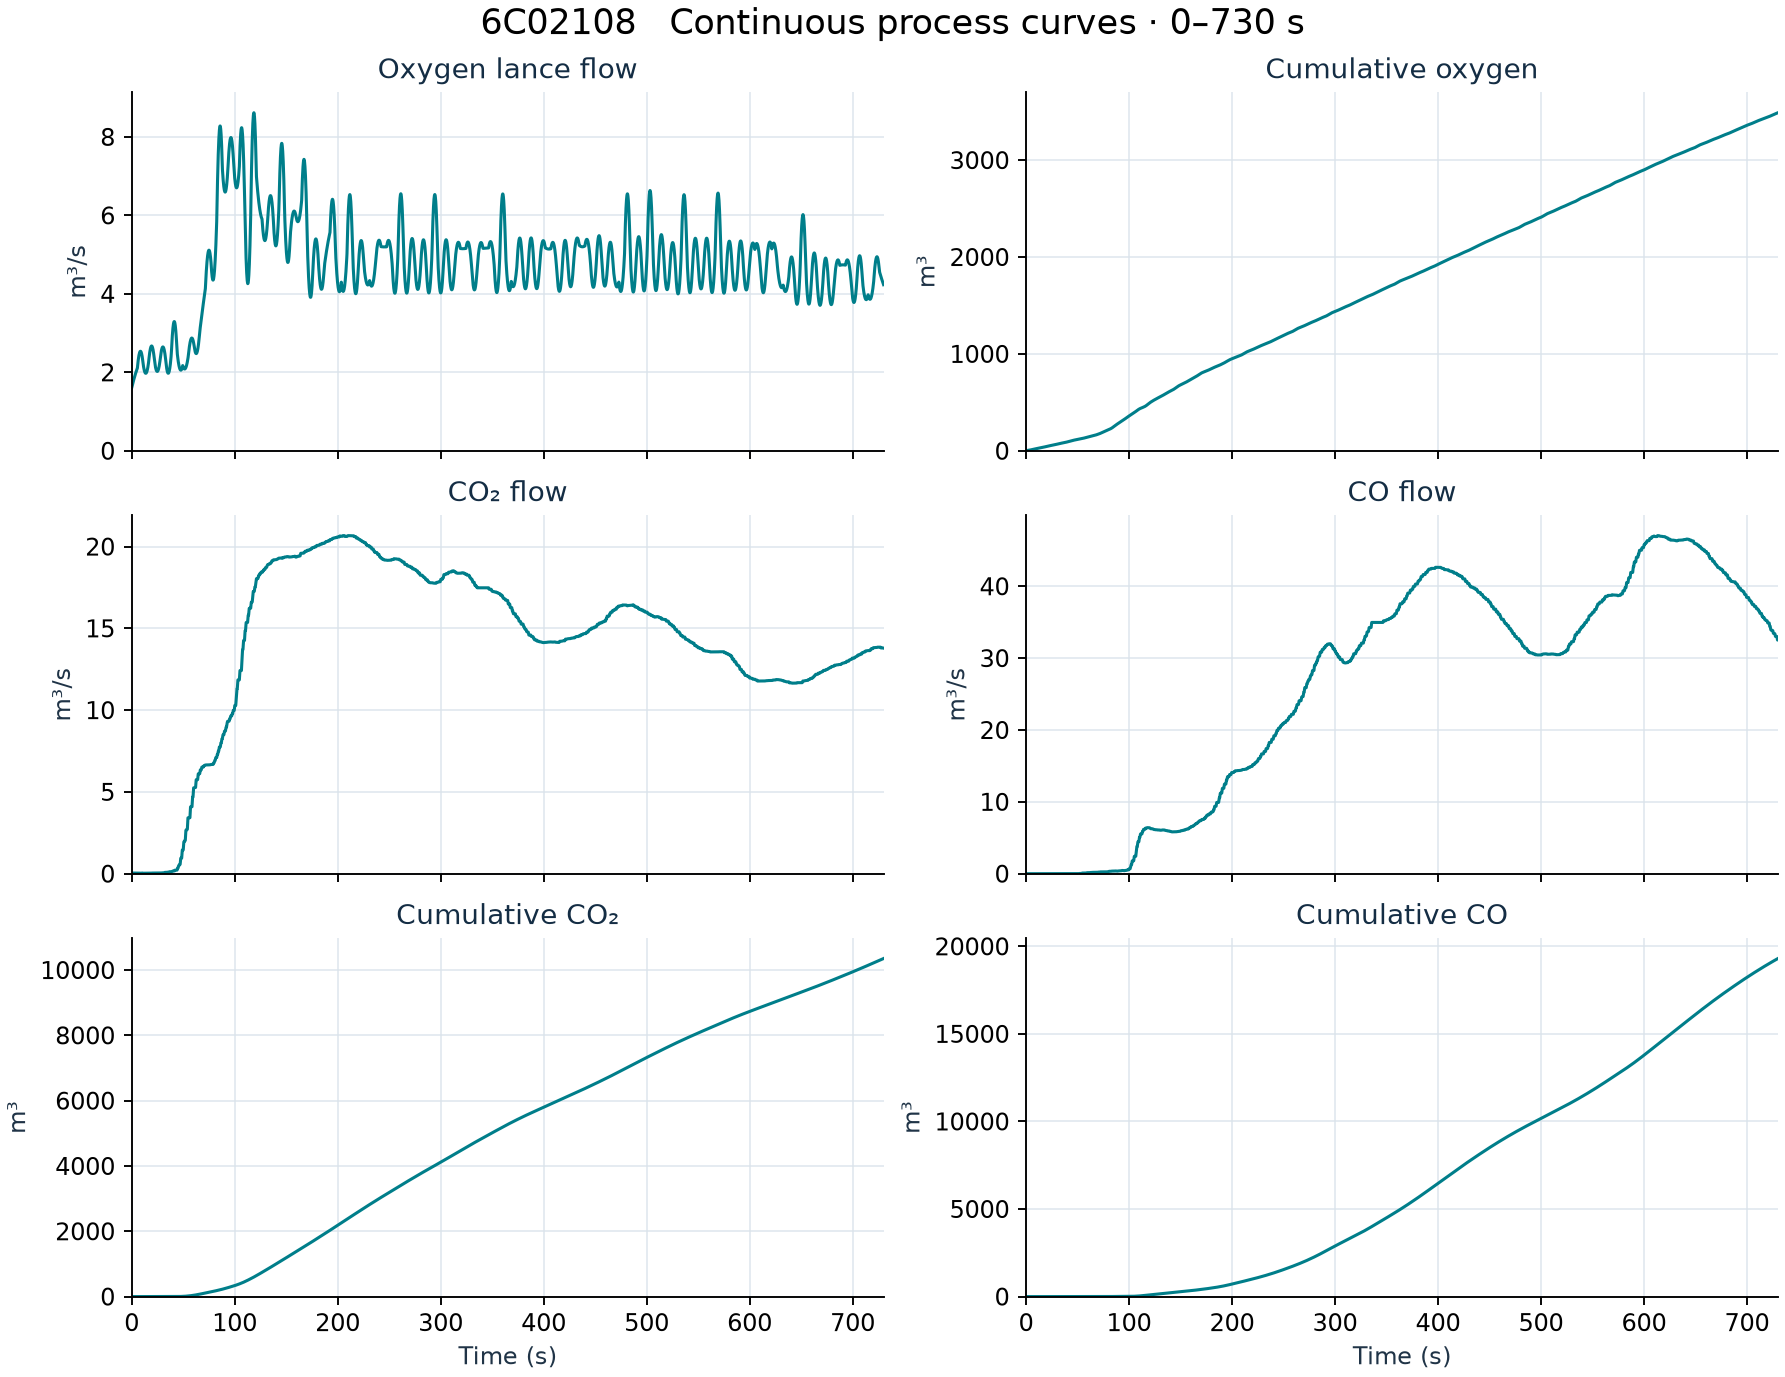 6C02108   Continuous process curves · 0–730 s
Oxygen lance flow
m³/s
8
6
4
2
0
Cumulative oxygen
m³
3000
2000
1000
0
CO₂ flow
m³/s
20
15
10
5
0
CO flow
m³/s
40
30
20
10
0
Cumulative CO₂
m³
10000
8000
6000
4000
2000
0
0 100 200 300 400 500 600 700
Time (s)
Cumulative CO
m³
20000
15000
10000
5000
0
0 100 200 300 400 500 600 700
Time (s)